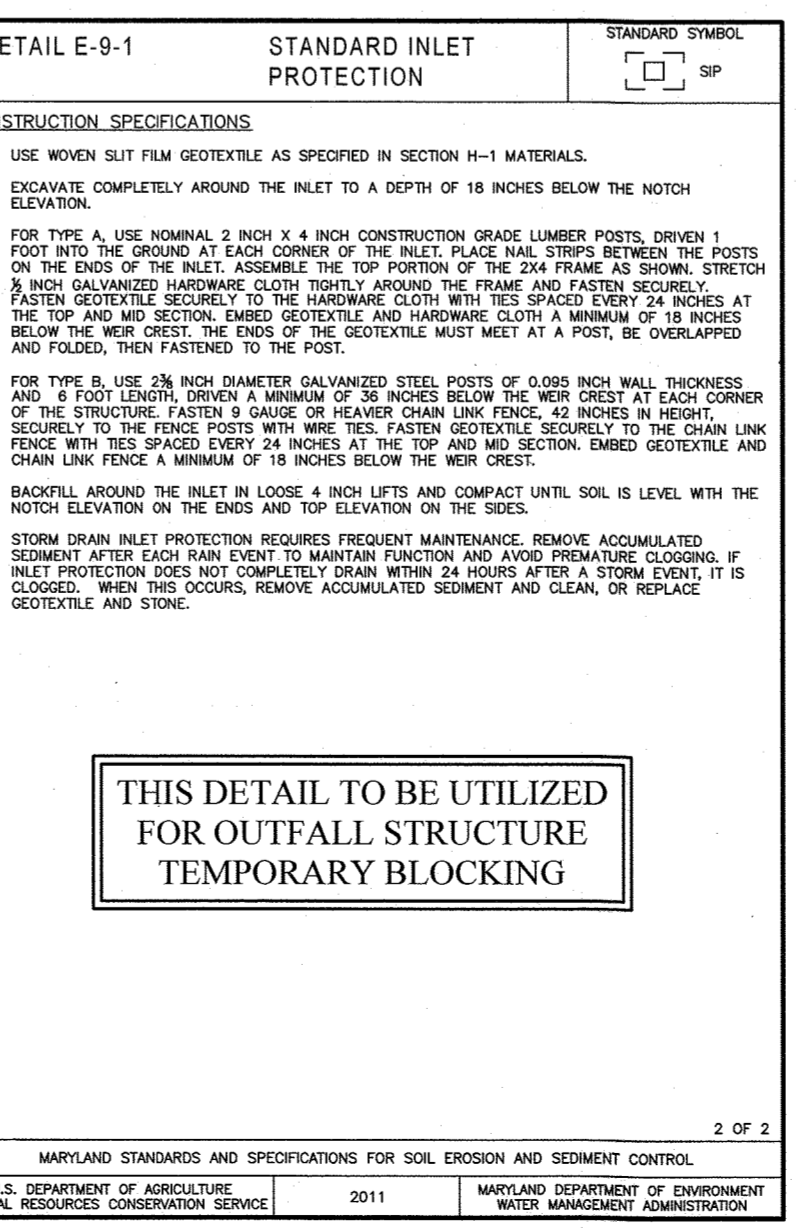 ETAIL E-9-1
STANDARD INLET
PROTECTION
STANDARD SYMBOL
SIP
STRUCTION SPECIFICATIONS
USE WOVEN SLIT FILM GEOTEXTILE AS SPECIFIED IN SECTION H-1 MATERIALS.
EXCAVATE COMPLETELY AROUND THE INLET TO A DEPTH OF 18 INCHES BELOW THE NOTCH
ELEVATION.
FOR TYPE A, USE NOMINAL 2 INCH X 4 INCH CONSTRUCTION GRADE LUMBER POSTS, DRIVEN 1
FOOT INTO THE GROUND AT EACH CORNER OF THE INLET. PLACE NAIL STRIPS BETWEEN THE POSTS
ON THE ENDS OF THE INLET. ASSEMBLE THE TOP PORTION OF THE 2X4 FRAME AS SHOWN. STRETCH
½ INCH GALVANIZED HARDWARE CLOTH TIGHTLY AROUND THE FRAME AND FASTEN SECURELY.
FASTEN GEOTEXTILE SECURELY TO THE HARDWARE CLOTH WITH TIES SPACED EVERY 24 INCHES AT
THE TOP AND MID SECTION. EMBED GEOTEXTILE AND HARDWARE CLOTH A MINIMUM OF 18 INCHES
BELOW THE WEIR CREST. THE ENDS OF THE GEOTEXTILE MUST MEET AT A POST, BE OVERLAPPED
AND FOLDED, THEN FASTENED TO THE POST.
FOR TYPE B, USE 2⅜ INCH DIAMETER GALVANIZED STEEL POSTS OF 0.095 INCH WALL THICKNESS
AND 6 FOOT LENGTH, DRIVEN A MINIMUM OF 36 INCHES BELOW THE WEIR CREST AT EACH CORNER
OF THE STRUCTURE. FASTEN 9 GAUGE OR HEAVIER CHAIN LINK FENCE, 42 INCHES IN HEIGHT,
SECURELY TO THE FENCE POSTS WITH WIRE TIES. FASTEN GEOTEXTILE SECURELY TO THE CHAIN LINK
FENCE WITH TIES SPACED EVERY 24 INCHES AT THE TOP AND MID SECTION. EMBED GEOTEXTILE AND
CHAIN LINK FENCE A MINIMUM OF 18 INCHES BELOW THE WEIR CREST.
BACKFILL AROUND THE INLET IN LOOSE 4 INCH LIFTS AND COMPACT UNTIL SOIL IS LEVEL WITH THE
NOTCH ELEVATION ON THE ENDS AND TOP ELEVATION ON THE SIDES.
STORM DRAIN INLET PROTECTION REQUIRES FREQUENT MAINTENANCE. REMOVE ACCUMULATED
SEDIMENT AFTER EACH RAIN EVENT TO MAINTAIN FUNCTION AND AVOID PREMATURE CLOGGING. IF
INLET PROTECTION DOES NOT COMPLETELY DRAIN WITHIN 24 HOURS AFTER A STORM EVENT, IT IS
CLOGGED. WHEN THIS OCCURS, REMOVE ACCUMULATED SEDIMENT AND CLEAN, OR REPLACE
GEOTEXTILE AND STONE.
THIS DETAIL TO BE UTILIZED
FOR OUTFALL STRUCTURE
TEMPORARY BLOCKING
2 OF 2
MARYLAND STANDARDS AND SPECIFICATIONS FOR SOIL EROSION AND SEDIMENT CONTROL
.S. DEPARTMENT OF AGRICULTURE
AL RESOURCES CONSERVATION SERVICE
2011
MARYLAND DEPARTMENT OF ENVIRONMENT
WATER MANAGEMENT ADMINISTRATION